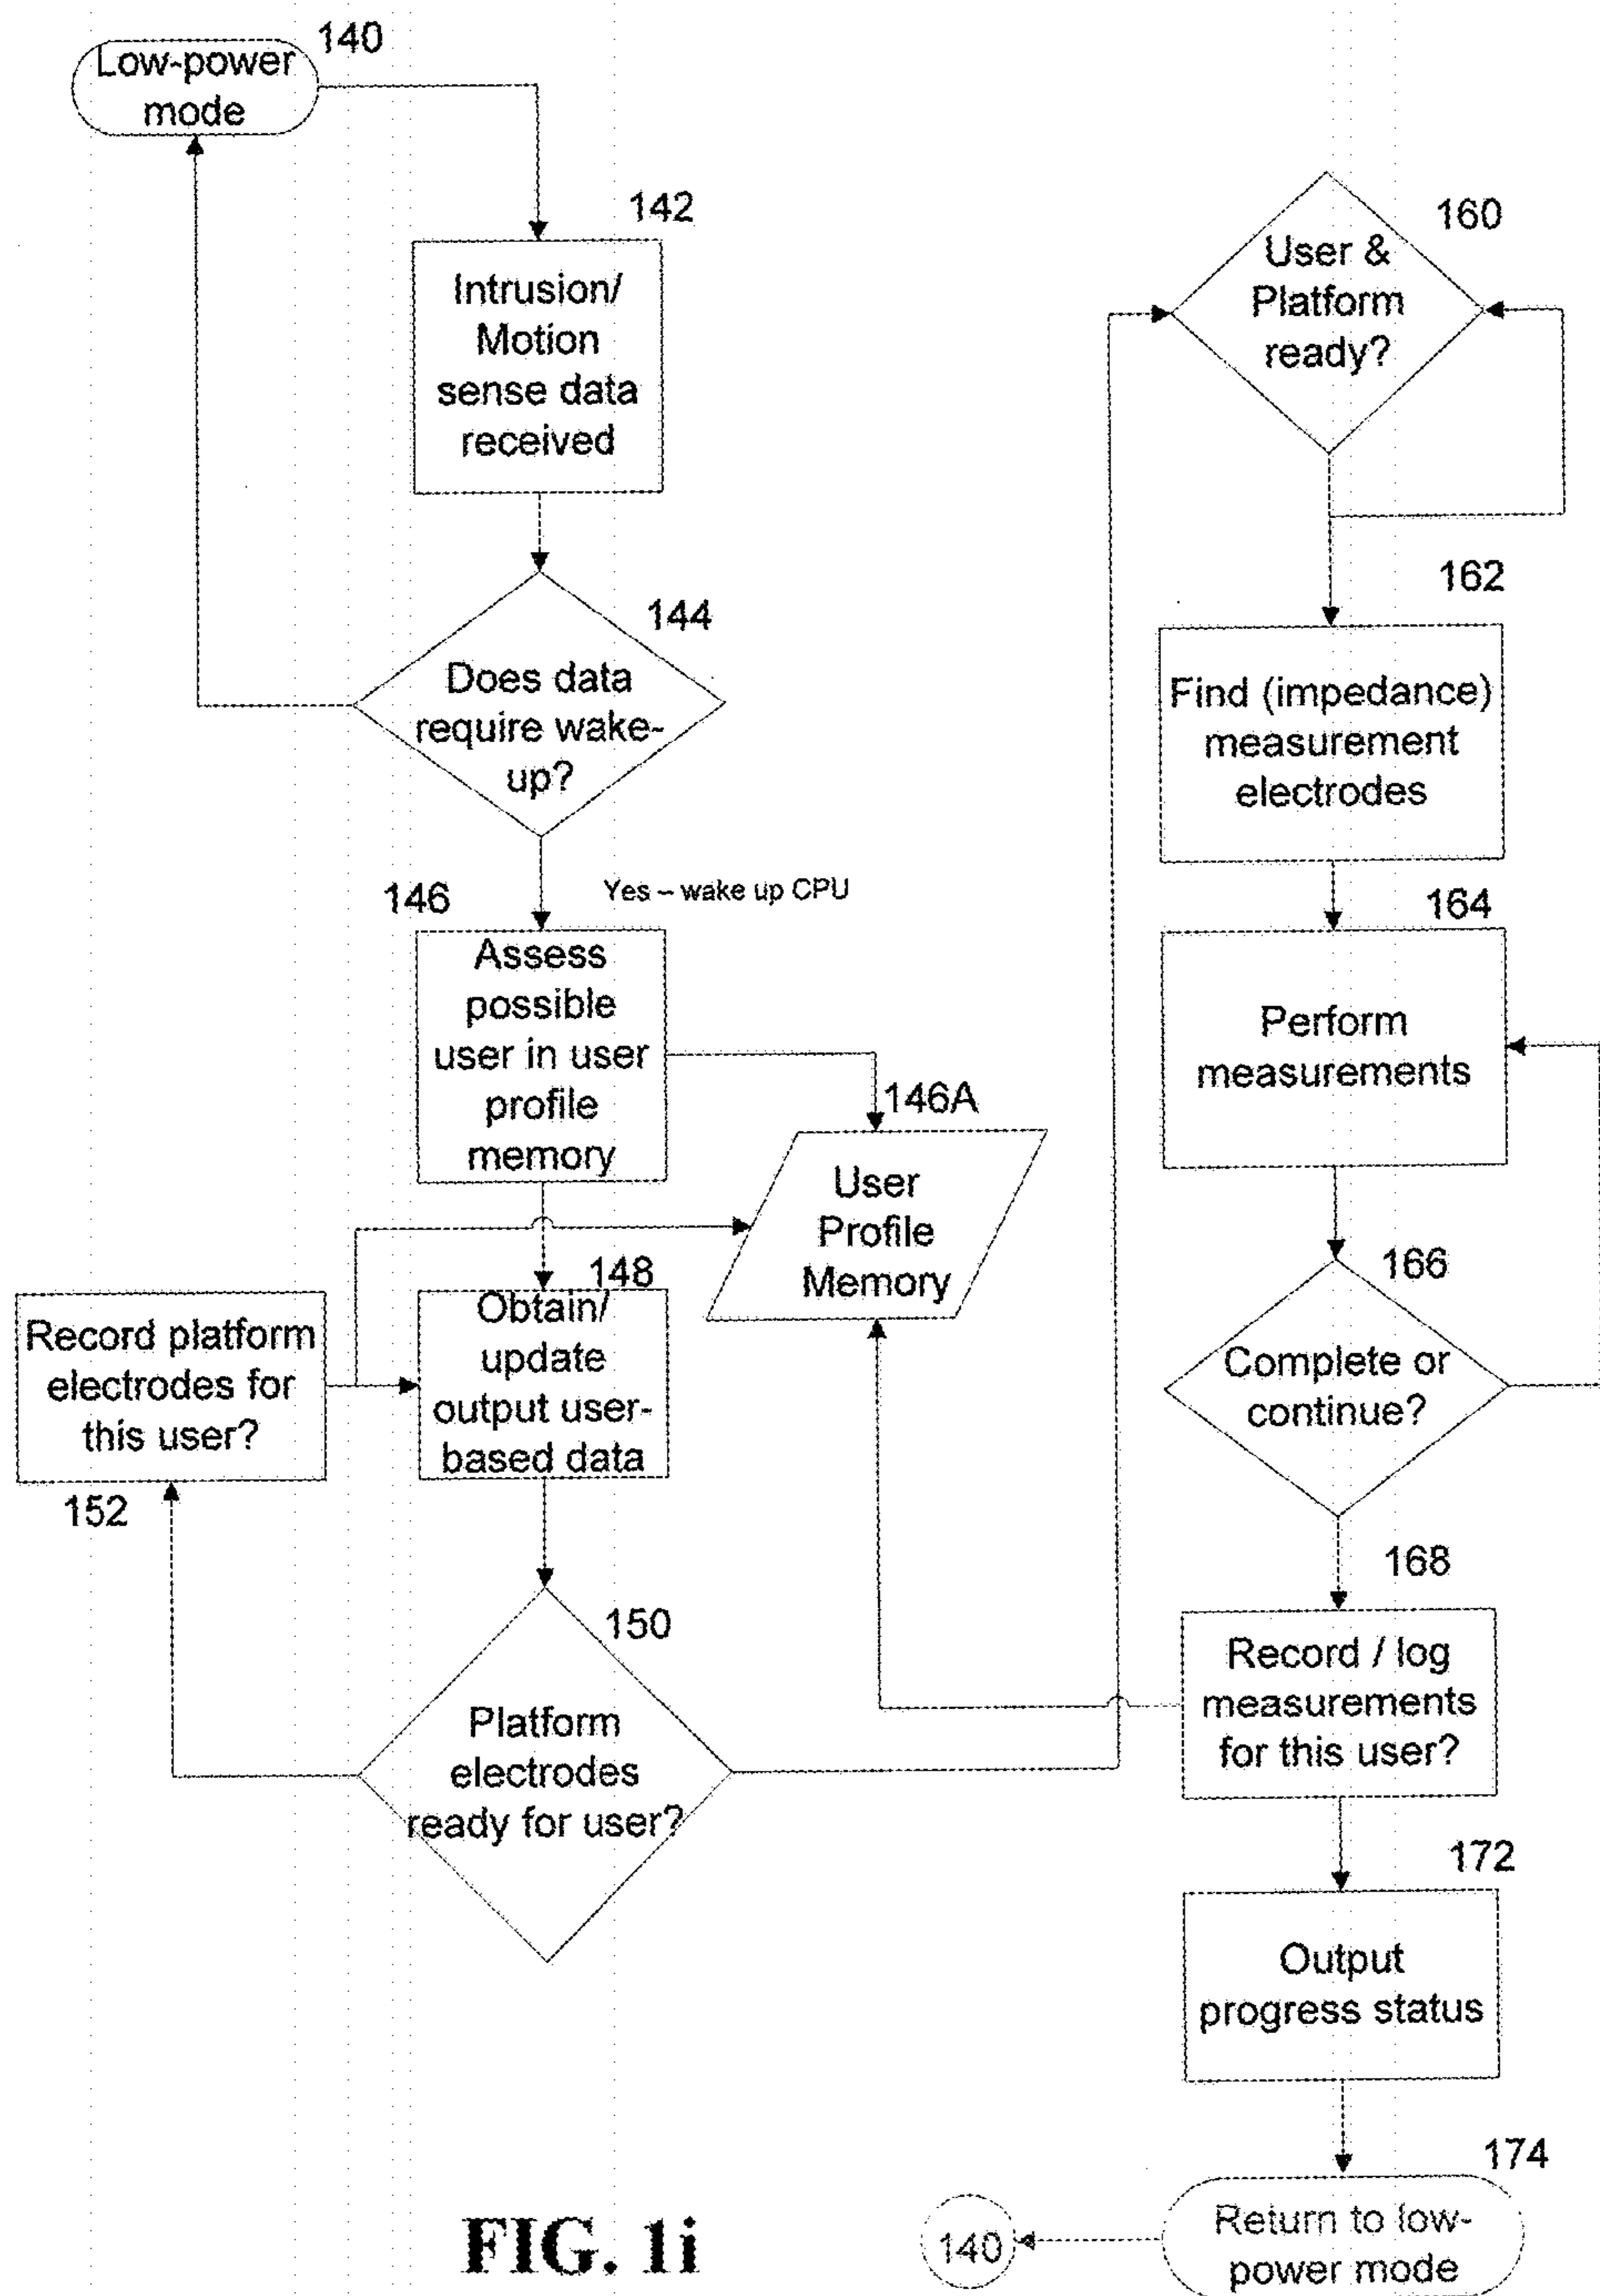 140
Low-power
mode
142
Intrusion/
Motion
sense data
received
144
Does data
require wake-
up?
Yes – wake up CPU
146
Assess
possible
user in user
profile
memory
146A
User
Profile
Memory
148
Obtain/
update
output user-
based data
Record platform
electrodes for
this user?
152
150
Platform
electrodes
ready for user?
160
User &
Platform
ready?
162
Find (impedance)
measurement
electrodes
164
Perform
measurements
166
Complete or
continue?
168
Record / log
measurements
for this user?
172
Output
progress status
174
Return to low-
power mode
140
FIG. 1i